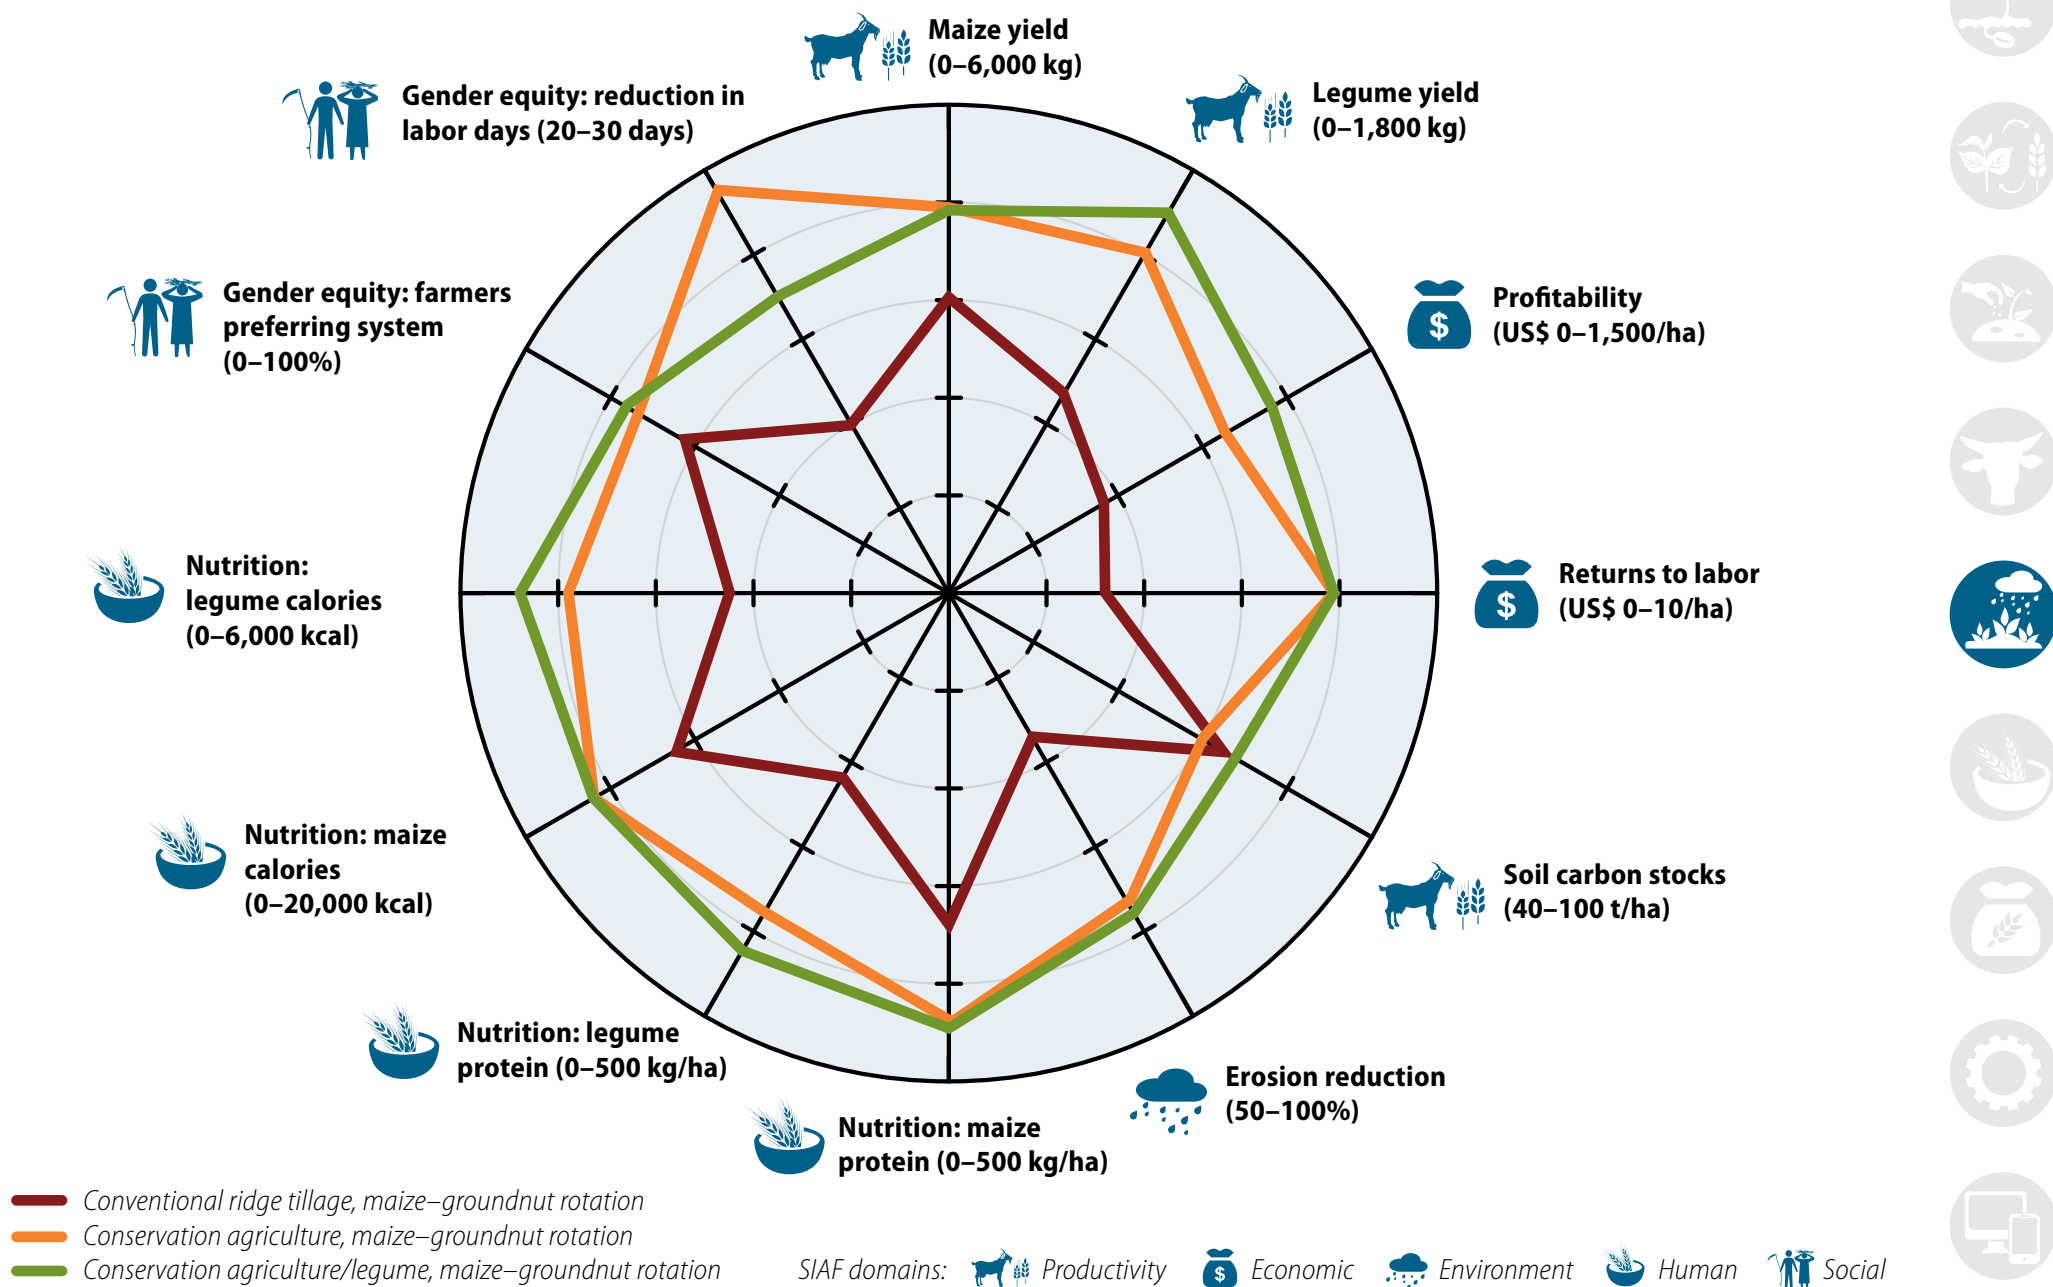 Maize yield
(0–6,000 kg)
Gender equity: reduction in
labor days (20–30 days)
Legume yield
(0–1,800 kg)
Gender equity: farmers
preferring system
(0–100%)
$
Profitability
(US$ 0–1,500/ha)
Nutrition:
legume calories
(0–6,000 kcal)
$
Returns to labor
(US$ 0–10/ha)
Nutrition: maize
calories
(0–20,000 kcal)
Soil carbon stocks
(40–100 t/ha)
Nutrition: legume
protein (0–500 kg/ha)
Erosion reduction
(50–100%)
Nutrition: maize
protein (0–500 kg/ha)
Conventional ridge tillage, maize–groundnut rotation
Conservation agriculture, maize–groundnut rotation
Conservation agriculture/legume, maize–groundnut rotation
SIAF domains: Productivity $ Economic Environment Human Social